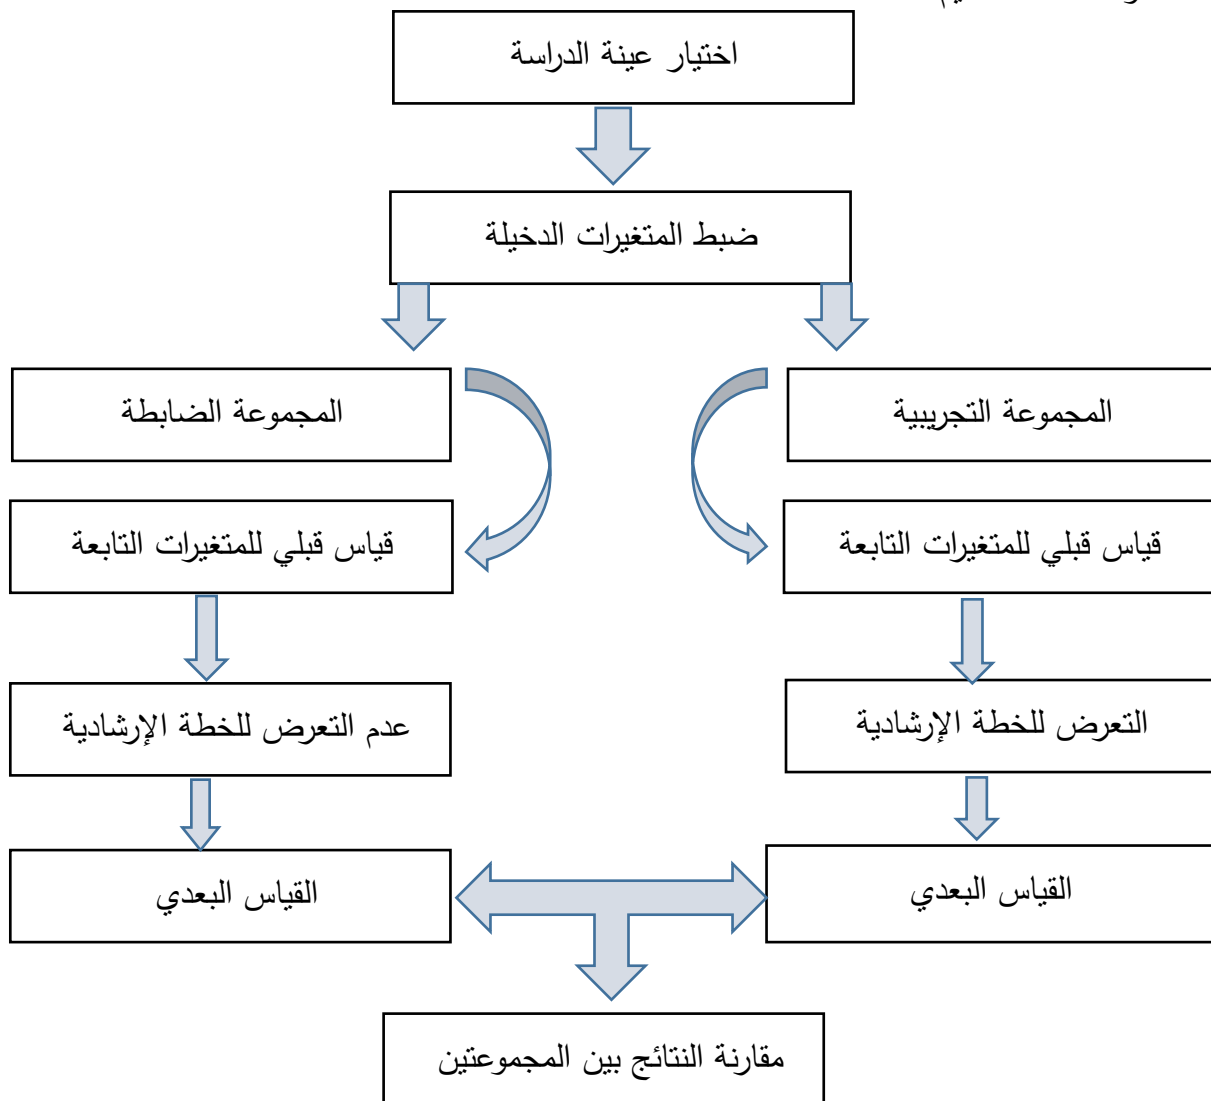 اختيار عينة الدراسة
ضبط المتغيرات الدخيلة
المجموعة التجريبية
المجموعة الضابطة
قياس قبلي للمتغيرات التابعة
قياس قبلي للمتغيرات التابعة
التعرض للخطة الإرشادية
عدم التعرض للخطة الإرشادية
القياس البعدي
القياس البعدي
مقارنة النتائج بين المجموعتين